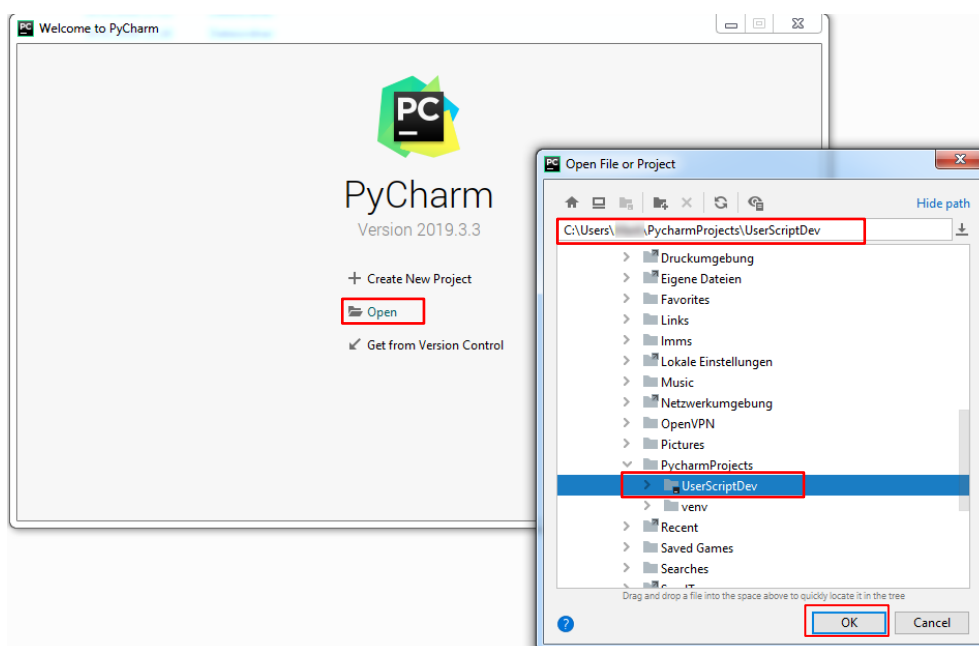 PC Welcome to PyCharm
PC
PyCharm
Version 2019.3.3
Create New Project
Open
Get from Version Control
PC Open File or Project
Hide path
C:\Users\ \PycharmProjects\UserScriptDev
Druckumgebung
Eigene Dateien
Favorites
Links
Imms
Lokale Einstellungen
Music
Netzwerkumgebung
OpenVPN
Pictures
PycharmProjects
UserScriptDev
venv
Recent
Saved Games
Searches
Drag and drop a file into the space above to quickly locate it in the tree
? OK Cancel